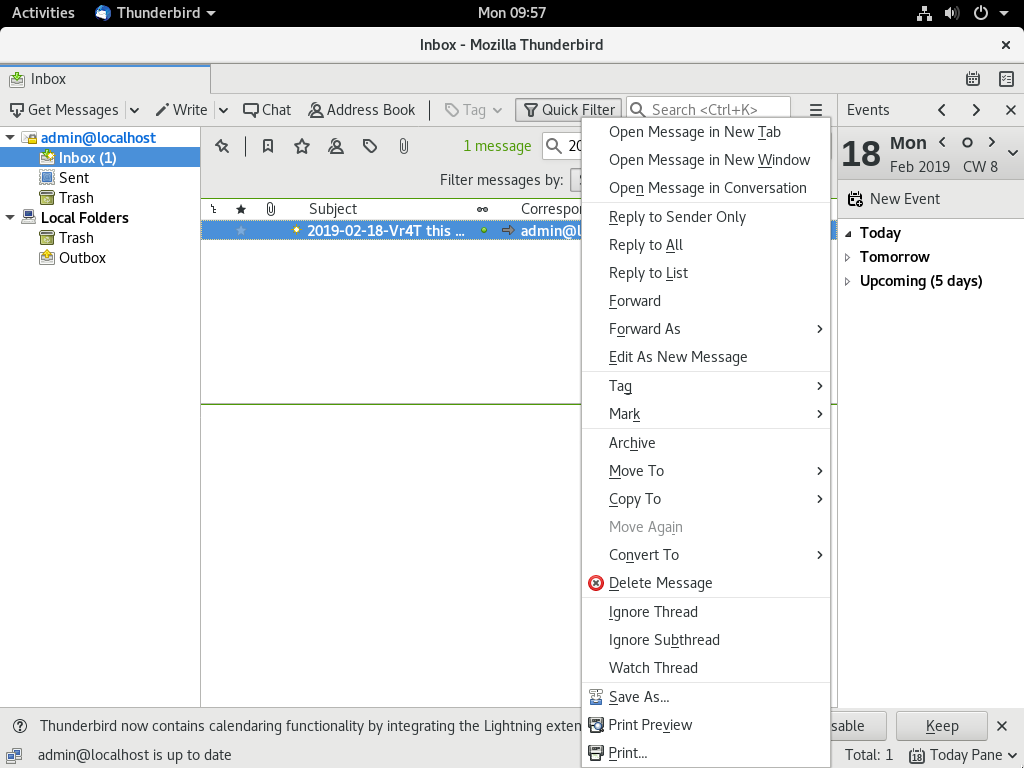 Activities Thunderbird Mon 09:57
Inbox - Mozilla Thunderbird
Inbox
Get Messages Write Chat Address Book Tag Quick Filter Search <Ctrl+K>
Events
admin@localhost
Inbox (1)
Sent
Trash
Local Folders
Trash
Outbox
1 message 20
Filter messages by:
Subject Correspon
2019-02-18-Vr4T this ... admin@l
Open Message in New Tab
Open Message in New Window
Open Message in Conversation
Reply to Sender Only
Reply to All
Reply to List
Forward
Forward As
Edit As New Message
Tag
Mark
Archive
Move To
Copy To
Move Again
Convert To
Delete Message
Ignore Thread
Ignore Subthread
Watch Thread
Save As...
Print Preview
Print...
18 Mon
Feb 2019 CW 8
New Event
Today
Tomorrow
Upcoming (5 days)
Thunderbird now contains calendaring functionality by integrating the Lightning exten
sable Keep
admin@localhost is up to date
Total: 1 18 Today Pane